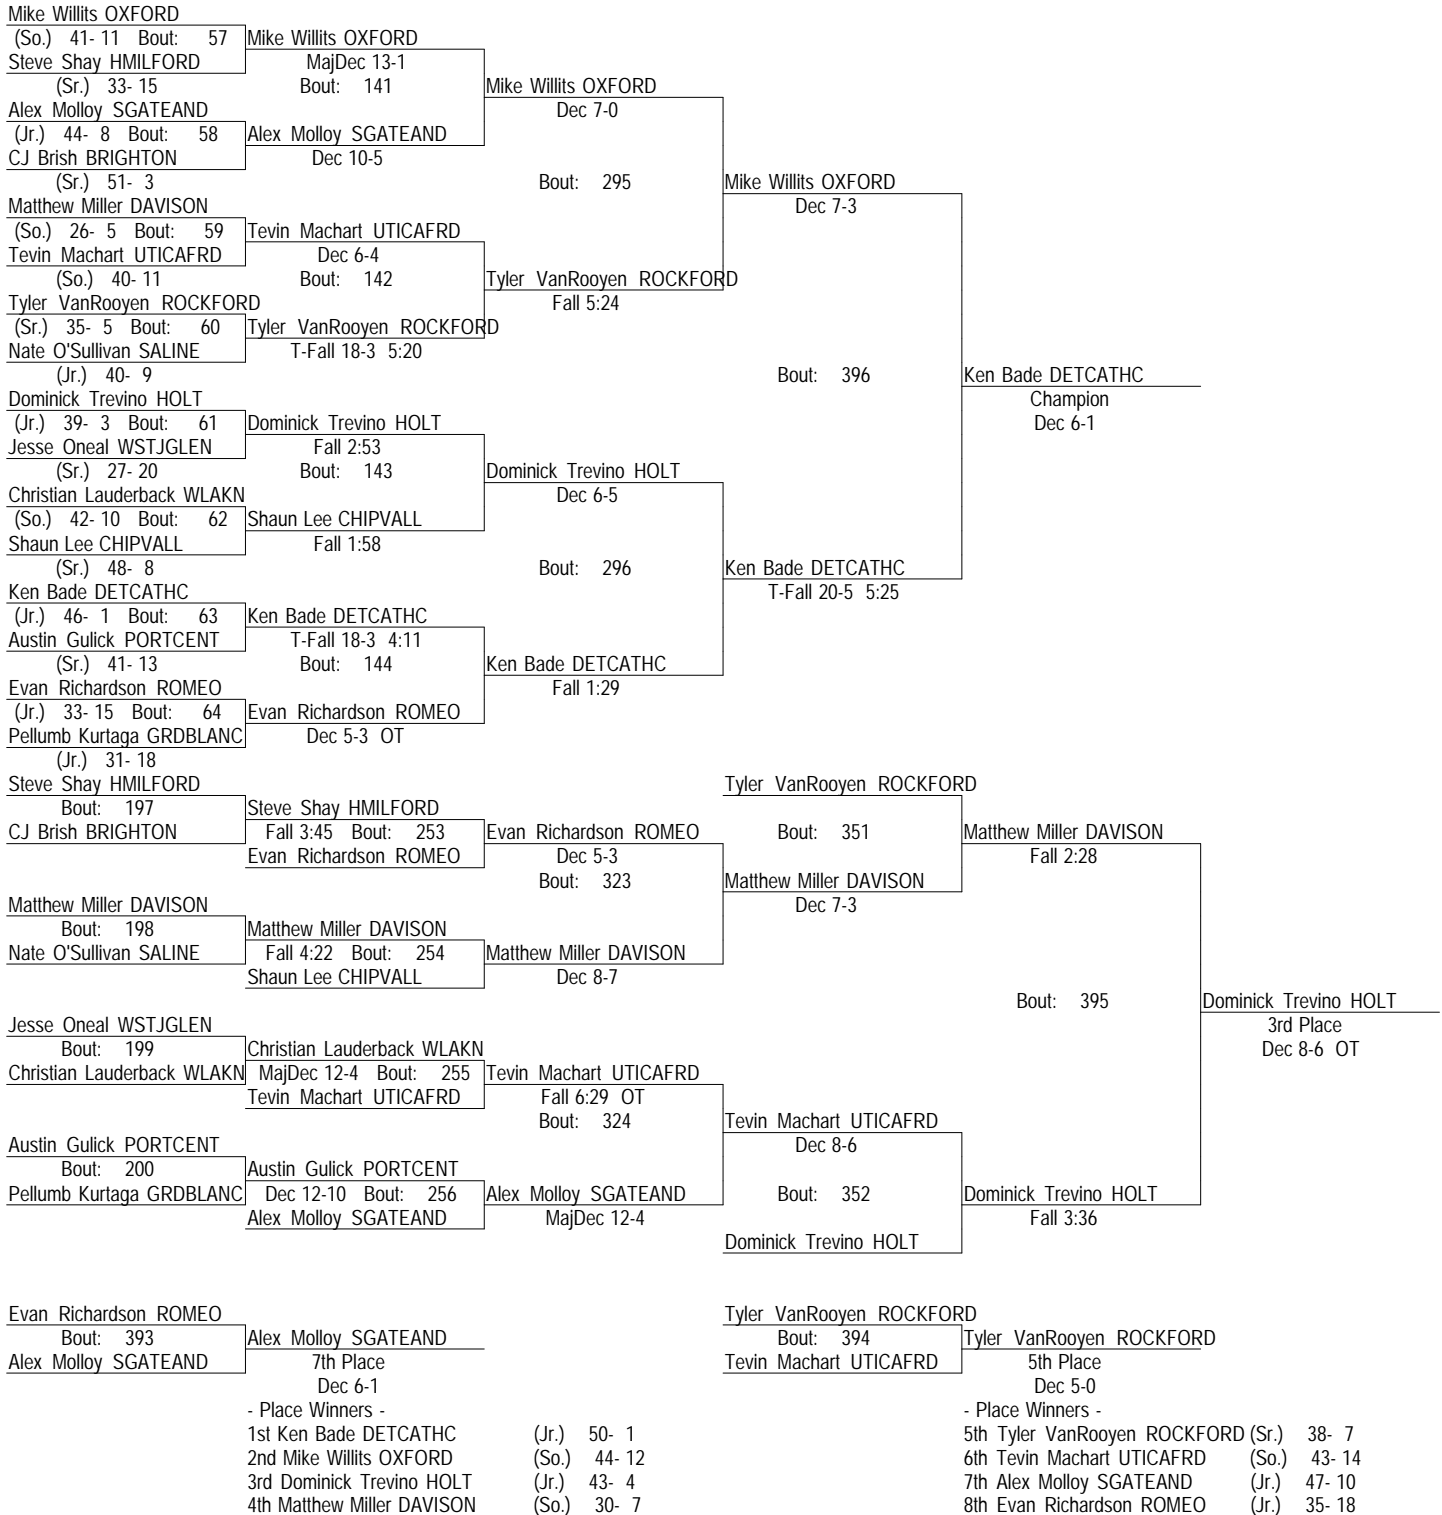 Mike Willits OXFORD
(So.) 41- 11 Bout: 57 Mike Willits OXFORD
Steve Shay HMILFORD MajDec 13-1
(Sr.) 33- 15 Bout: 141 Mike Willits OXFORD
Alex Molloy SGATEAND Dec 7-0
(Jr.) 44- 8 Bout: 58 Alex Molloy SGATEAND
CJ Brish BRIGHTON Dec 10-5
(Sr.) 51- 3 Bout: 295 Mike Willits OXFORD
Matthew Miller DAVISON Dec 7-3
(So.) 26- 5 Bout: 59 Tevin Machart UTICAFRD
Tevin Machart UTICAFRD Dec 6-4
(So.) 40- 11 Bout: 142 Tyler VanRooyen ROCKFORD
Tyler VanRooyen ROCKFORD Fall 5:24
(Sr.) 35- 5 Bout: 60 Tyler VanRooyen ROCKFORD
Nate O'Sullivan SALINE T-Fall 18-3 5:20
(Jr.) 40- 9 Bout: 396 Ken Bade DETCATHC
Dominick Trevino HOLT Champion
(Jr.) 39- 3 Bout: 61 Dominick Trevino HOLT Dec 6-1
Jesse Oneal WSTJGLEN Fall 2:53
(Sr.) 27- 20 Bout: 143 Dominick Trevino HOLT
Christian Lauderback WLAKN Dec 6-5
(So.) 42- 10 Bout: 62 Shaun Lee CHIPVALL
Shaun Lee CHIPVALL Fall 1:58
(Sr.) 48- 8 Bout: 296 Ken Bade DETCATHC
Ken Bade DETCATHC T-Fall 20-5 5:25
(Jr.) 46- 1 Bout: 63 Ken Bade DETCATHC
Austin Gulick PORTCENT T-Fall 18-3 4:11
(Sr.) 41- 13 Bout: 144 Ken Bade DETCATHC
Evan Richardson ROMEO Fall 1:29
(Jr.) 33- 15 Bout: 64 Evan Richardson ROMEO
Pellumb Kurtaga GRDBLANC Dec 5-3 OT
(Jr.) 31- 18
Steve Shay HMILFORD Tyler VanRooyen ROCKFORD
Bout: 197 Steve Shay HMILFORD
CJ Brish BRIGHTON Fall 3:45 Bout: 253 Evan Richardson ROMEO Bout: 351 Matthew Miller DAVISON
Evan Richardson ROMEO Dec 5-3 Fall 2:28
Bout: 323 Matthew Miller DAVISON
Matthew Miller DAVISON Dec 7-3
Bout: 198 Matthew Miller DAVISON
Nate O'Sullivan SALINE Fall 4:22 Bout: 254 Matthew Miller DAVISON
Shaun Lee CHIPVALL Dec 8-7
Bout: 395 Dominick Trevino HOLT
Jesse Oneal WSTJGLEN 3rd Place
Bout: 199 Christian Lauderback WLAKN Dec 8-6 OT
Christian Lauderback WLAKN MajDec 12-4 Bout: 255 Tevin Machart UTICAFRD
Tevin Machart UTICAFRD Fall 6:29 OT
Bout: 324 Tevin Machart UTICAFRD
Austin Gulick PORTCENT Dec 8-6
Bout: 200 Austin Gulick PORTCENT
Pellumb Kurtaga GRDBLANC Dec 12-10 Bout: 256 Alex Molloy SGATEAND Bout: 352 Dominick Trevino HOLT
Alex Molloy SGATEAND MajDec 12-4 Fall 3:36
Dominick Trevino HOLT
Evan Richardson ROMEO Tyler VanRooyen ROCKFORD
Bout: 393 Alex Molloy SGATEAND Bout: 394 Tyler VanRooyen ROCKFORD
Alex Molloy SGATEAND 7th Place Tevin Machart UTICAFRD 5th Place
Dec 6-1 Dec 5-0
- Place Winners - - Place Winners -
1st Ken Bade DETCATHC (Jr.) 50- 1 5th Tyler VanRooyen ROCKFORD (Sr.) 38- 7
2nd Mike Willits OXFORD (So.) 44- 12 6th Tevin Machart UTICAFRD (So.) 43- 14
3rd Dominick Trevino HOLT (Jr.) 43- 4 7th Alex Molloy SGATEAND (Jr.) 47- 10
4th Matthew Miller DAVISON (So.) 30- 7 8th Evan Richardson ROMEO (Jr.) 35- 18